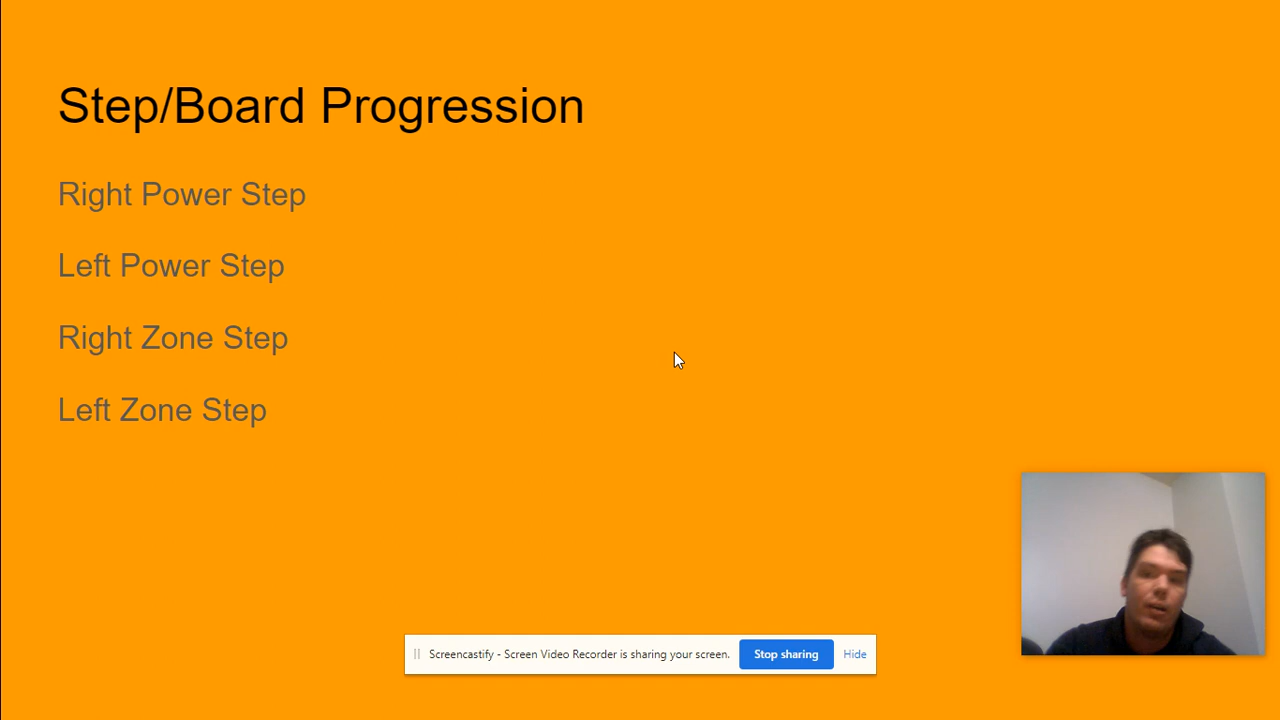 Step/Board Progression
Right Power Step
Left Power Step
Right Zone Step
Left Zone Step
Screencastify - Screen Video Recorder is sharing your screen. Stop sharing Hide